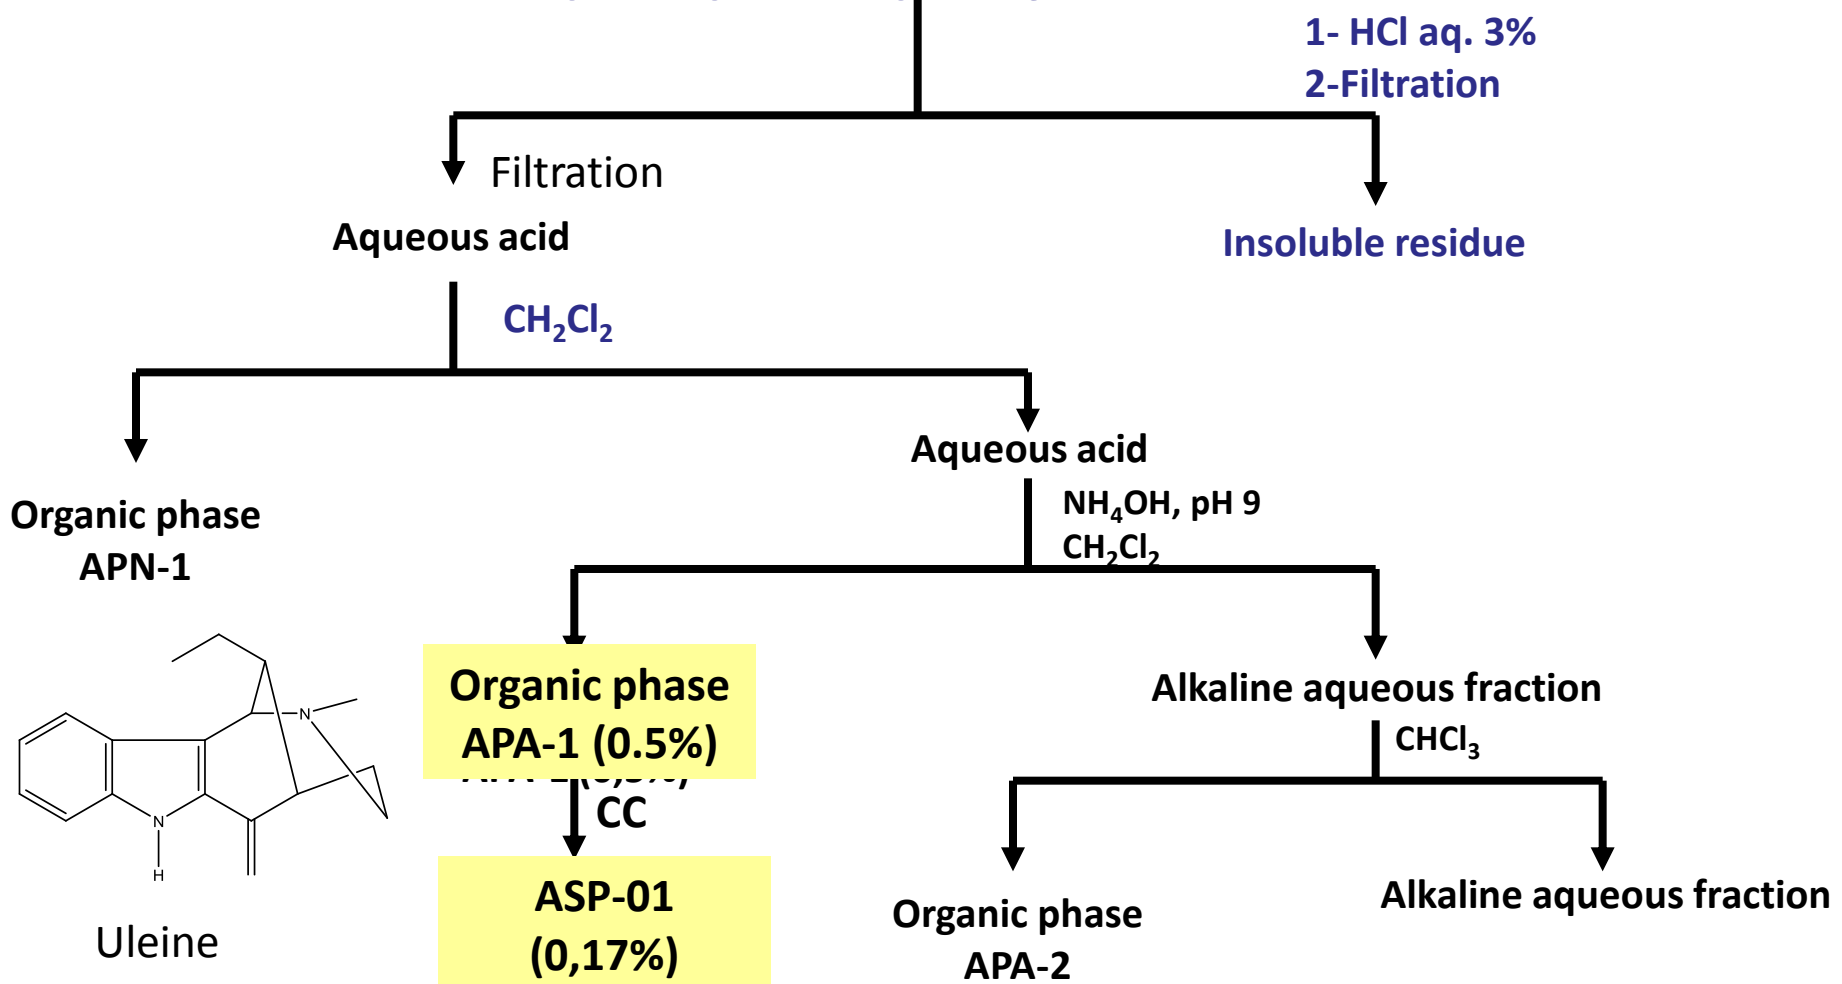 1- HCl aq. 3%
2-Filtration
Filtration
Aqueous acid
Insoluble residue
CH₂Cl₂
Aqueous acid
NH₄OH, pH 9
CH₂Cl₂
Organic phase
APN-1
Organic phase
APA-1 (0.5%)
Alkaline aqueous fraction
CHCl₃
CC
N
N
H
ASP-01
(0,17%)
Organic phase
APA-2
Alkaline aqueous fraction
Uleine